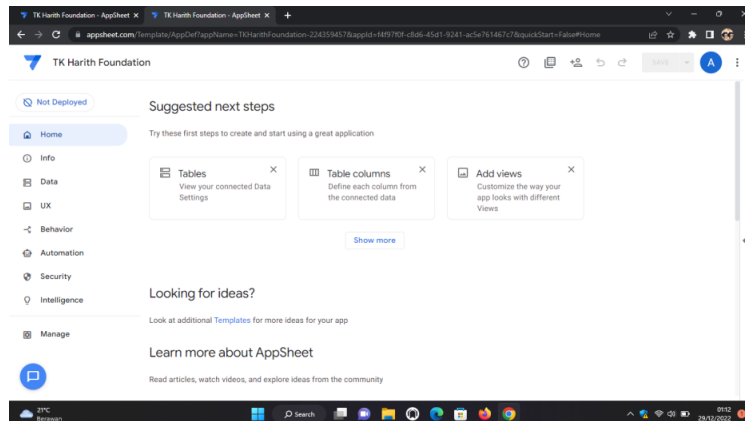 TK Harith Foundation - AppSheet
TK Harith Foundation - AppSheet
appsheet.com/Template/AppDef?appName=TKHarithFoundation-224359457&appId=f4f97f0f-c8d6-45d1-9241-ac5e761467c7&quickStart=False#Home
TK Harith Foundation
SAVE
A
Not Deployed
Home
Info
Data
UX
Behavior
Automation
Security
Intelligence
Manage
Suggested next steps
Try these first steps to create and start using a great application
Tables
View your connected Data
Settings
Table columns
Define each column from
the connected data
Add views
Customize the way your
app looks with different
Views
Show more
Looking for ideas?
Look at additional Templates for more ideas for your app
Learn more about AppSheet
Read articles, watch videos, and explore ideas from the community
21°C
Berawan
Search
01:12
29/12/2022